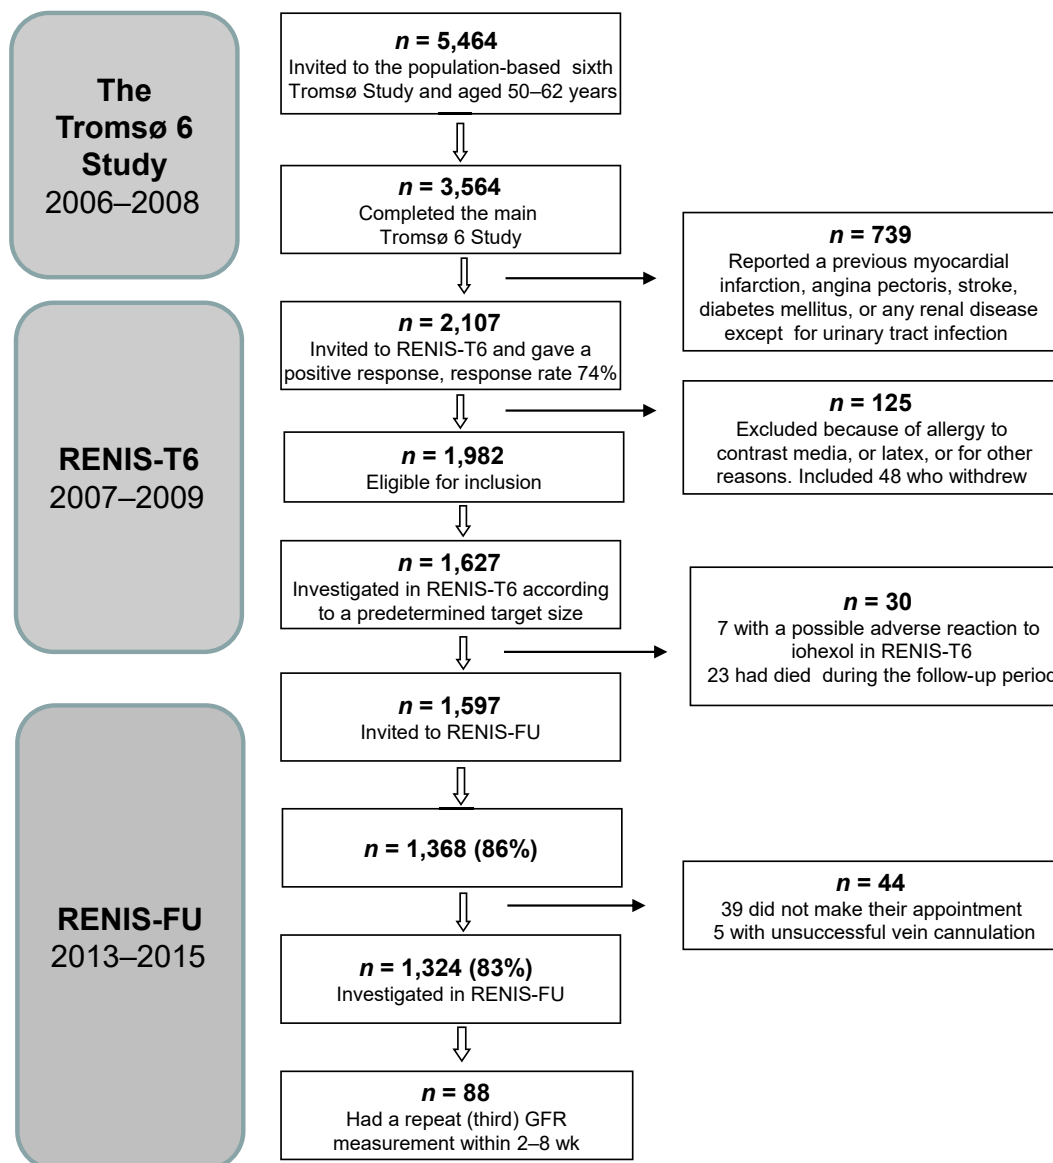 The
Tromsø 6
Study
2006–2008
n = 5,464
Invited to the population-based sixth
Tromsø Study and aged 50–62 years
n = 3,564
Completed the main
Tromsø 6 Study
n = 739
Reported a previous myocardial
infarction, angina pectoris, stroke,
diabetes mellitus, or any renal disease
except for urinary tract infection
RENIS-T6
2007–2009
n = 2,107
Invited to RENIS-T6 and gave a
positive response, response rate 74%
n = 125
Excluded because of allergy to
contrast media, or latex, or for other
reasons. Included 48 who withdrew
n = 1,982
Eligible for inclusion
n = 1,627
Investigated in RENIS-T6 according
to a predetermined target size
n = 30
7 with a possible adverse reaction to
iohexol in RENIS-T6
23 had died during the follow-up period
RENIS-FU
2013–2015
n = 1,597
Invited to RENIS-FU
n = 1,368 (86%)
n = 44
39 did not make their appointment
5 with unsuccessful vein cannulation
n = 1,324 (83%)
Investigated in RENIS-FU
n = 88
Had a repeat (third) GFR
measurement within 2–8 wk